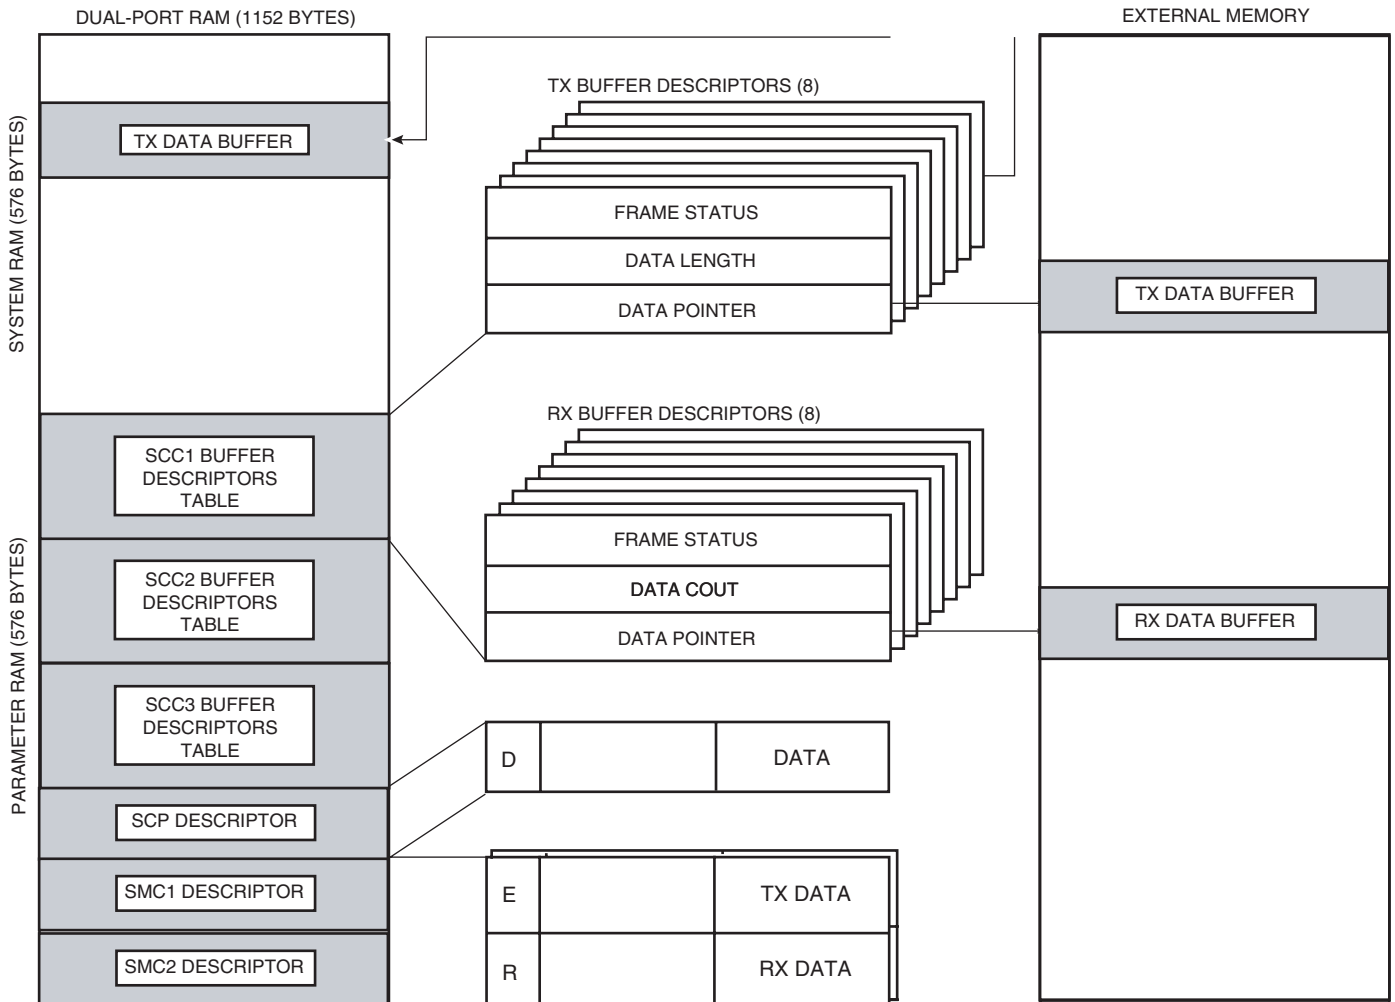 DUAL-PORT RAM (1152 BYTES)
EXTERNAL MEMORY
SYSTEM RAM (576 BYTES)
PARAMETER RAM (576 BYTES)
TX DATA BUFFER
SCC1 BUFFER
DESCRIPTORS
TABLE
SCC2 BUFFER
DESCRIPTORS
TABLE
SCC3 BUFFER
DESCRIPTORS
TABLE
SCP DESCRIPTOR
SMC1 DESCRIPTOR
SMC2 DESCRIPTOR
TX BUFFER DESCRIPTORS (8)
FRAME STATUS
DATA LENGTH
DATA POINTER
RX BUFFER DESCRIPTORS (8)
FRAME STATUS
DATA COUT
DATA POINTER
D
DATA
E
TX DATA
R
RX DATA
TX DATA BUFFER
RX DATA BUFFER